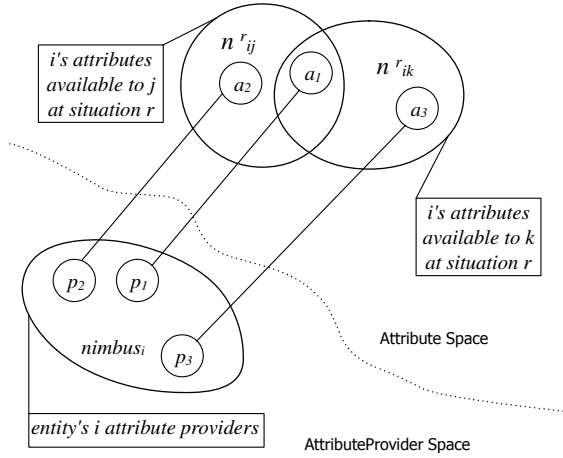 n r ij
i's attributes
available to j
at situation r
n r ik
a2
a1
a3
i's attributes
available to k
at situation r
p2
p1
nimbusi
p3
Attribute Space
entity's i attribute providers
AttributeProvider Space